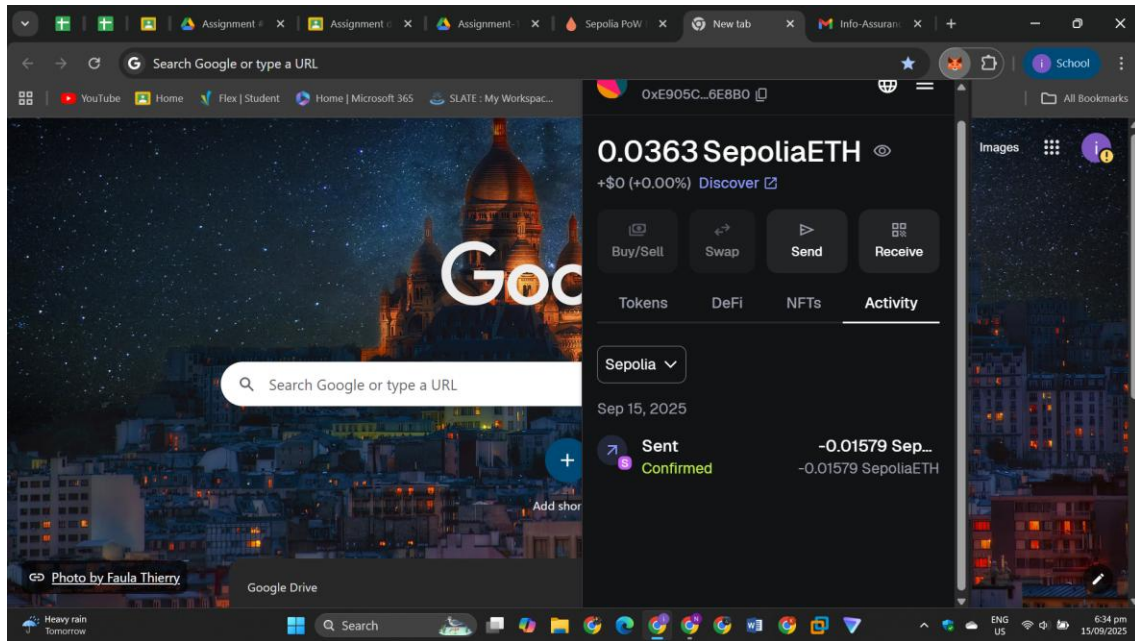 Assignment #
Assignment d
Assignment-1
Sepolia PoW
New tab
Info-Assuran
Search Google or type a URL
School
YouTube
Home
Flex | Student
Home | Microsoft 365
SLATE : My Workspac...
All Bookmarks
0xE905C...6E8B0
0.0363 SepoliaETH
+$0 (+0.00%) Discover
Buy/Sell
Swap
Send
Receive
Tokens
DeFi
NFTs
Activity
Sepolia
Sep 15, 2025
Sent
-0.01579 Sep...
Confirmed
-0.01579 SepoliaETH
Images
Goo
Search Google or type a URL
Add shor
Photo by Faula Thierry
Google Drive
Heavy rain
Tomorrow
Search
ENG
US
6:34 pm
15/09/2025